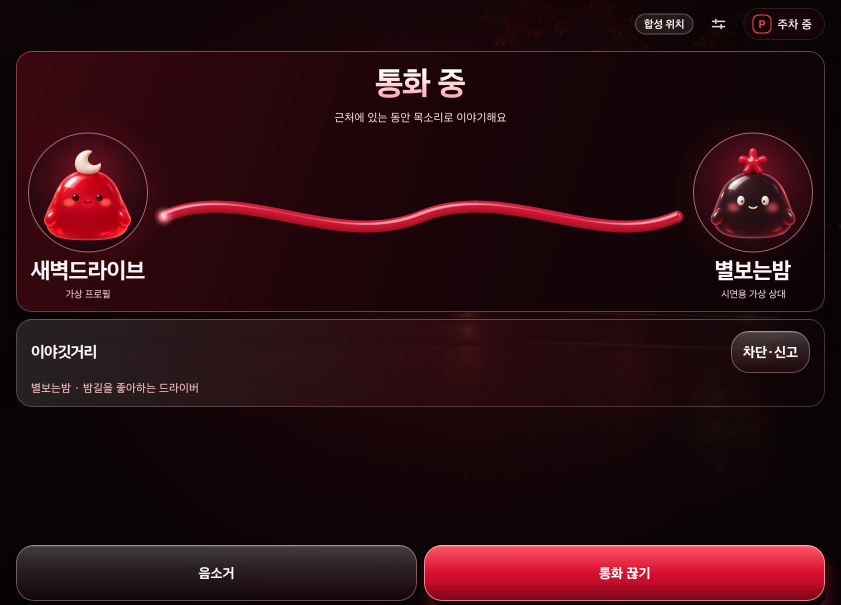 합성 위치
P 주차 중
통화 중
근처에 있는 동안 목소리로 이야기해요
새벽드라이브
가상 프로필
별보는밤
시연용 가상 상대
이야깃거리
차단·신고
별보는밤 · 밤길을 좋아하는 드라이버
음소거
통화 끊기